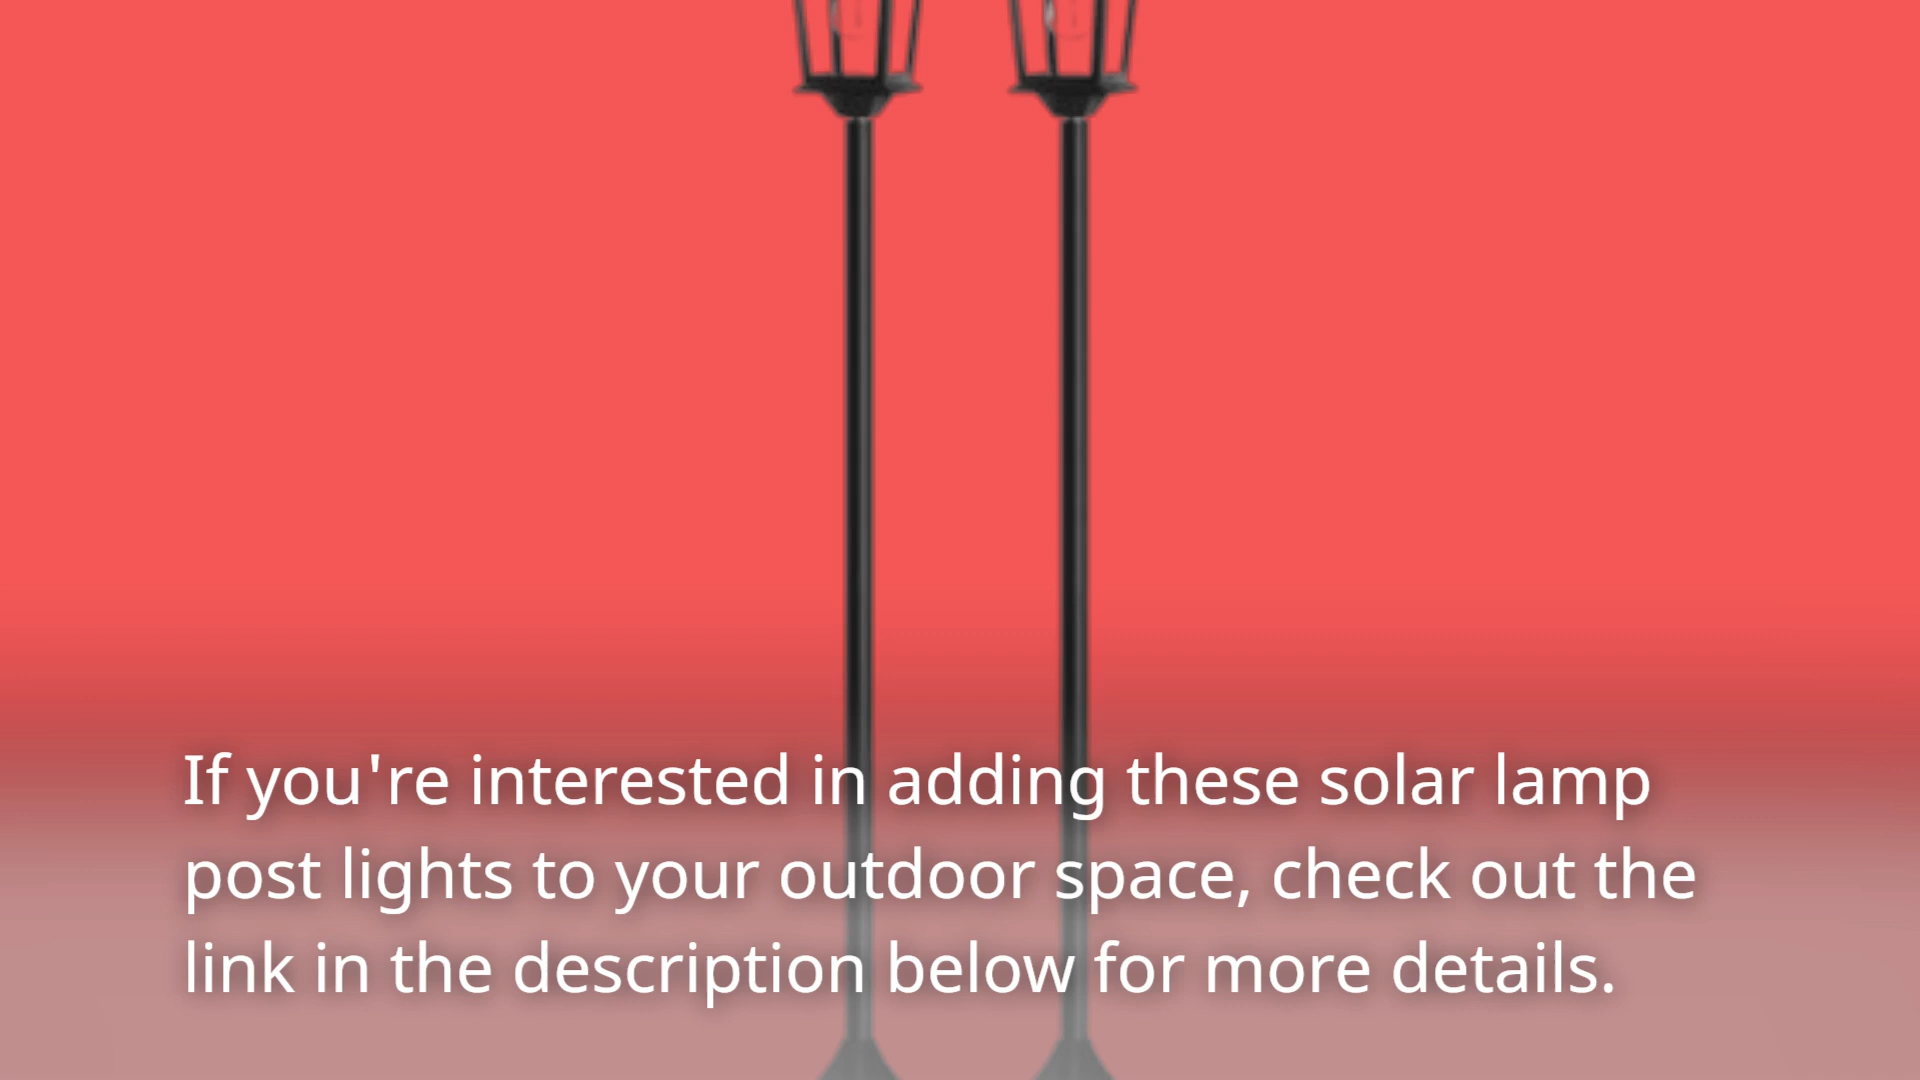 If you're interested in adding these solar lamp
post lights to your outdoor space, check out the
link in the description below for more details.